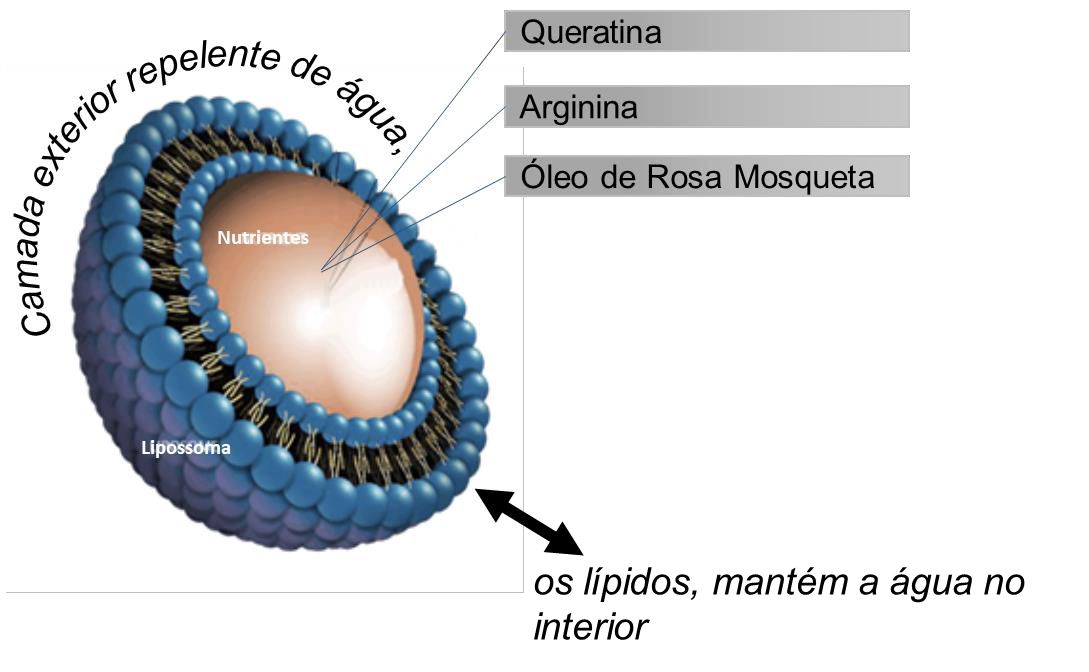 Camada exterior repelente de água,
Queratina
Arginina
Óleo de Rosa Mosqueta
Nutrientes
Lipossoma
os lípidos, mantém a água no
interior